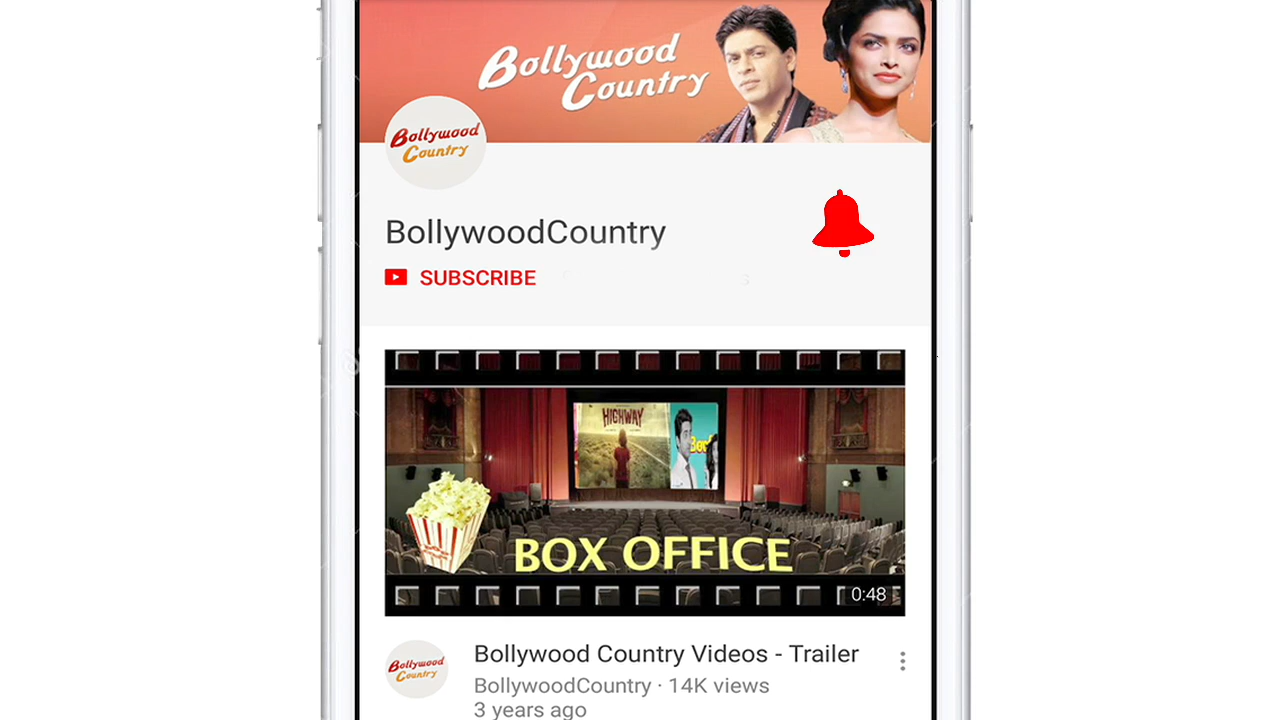 Bollywood
Country
Bollywood
Country
BollywoodCountry
SUBSCRIBE
HIGHWAY
BOX OFFICE
0:48
Bollywood Country Videos - Trailer
Bollywood
Country
BollywoodCountry · 14K views
3 years ago